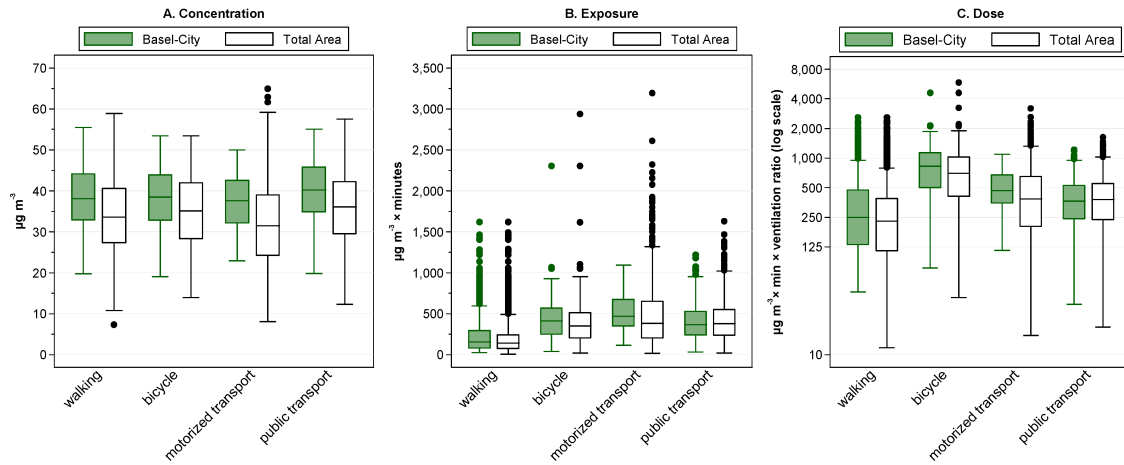 A. Concentration
Basel-City Total Area
µg m⁻³
70
60
50
40
30
20
10
0
walking
bicycle
motorized transport
public transport
B. Exposure
Basel-City Total Area
µg m⁻³ × minutes
3,500
3,000
2,500
2,000
1,500
1,000
500
0
walking
bicycle
motorized transport
public transport
C. Dose
Basel-City Total Area
µg m⁻³ × min × ventilation ratio (log scale)
8,000
4,000
2,000
1,000
500
250
125
10
walking
bicycle
motorized transport
public transport